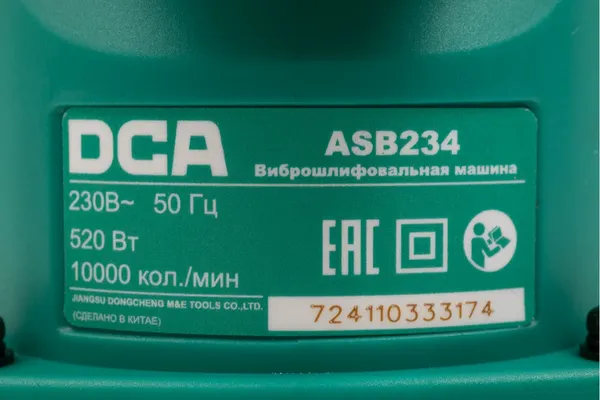 DCA
ASB234
Виброшлифовальная машина
230В~ 50 Гц
520 Вт
10000 кол./мин
EAC
JIANGSU DONGCHENG M&E TOOLS CO.,LTD.
(СДЕЛАНО В КИТАЕ)
724110333174